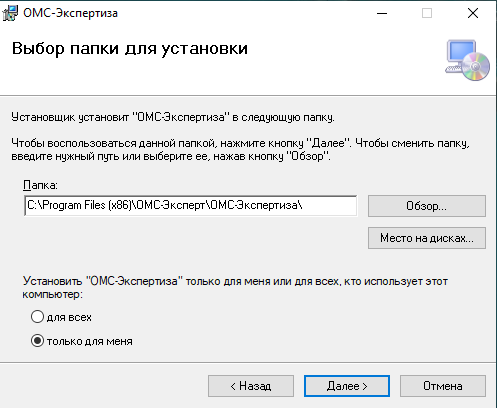 ОМС-Экспертиза
Выбор папки для установки
Установщик установит "ОМС-Экспертиза" в следующую папку.
Чтобы воспользоваться данной папкой, нажмите кнопку "Далее". Чтобы сменить папку,
введите нужный путь или выберите ее, нажав кнопку "Обзор".
Папка:
C:\Program Files (x86)\ОМС-Эксперт\ОМС-Экспертиза\
Обзор...
Место на дисках...
Установить "ОМС-Экспертиза" только для меня или для всех, кто использует этот
компьютер:
для всех
только для меня
< Назад
Далее >
Отмена